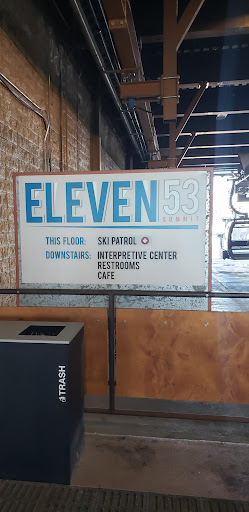 ELEVEN 53
SUMMIT
THIS FLOOR: SKI PATROL
DOWNSTAIRS: INTERPRETIVE CENTER
RESTROOMS
CAFE
TRASH